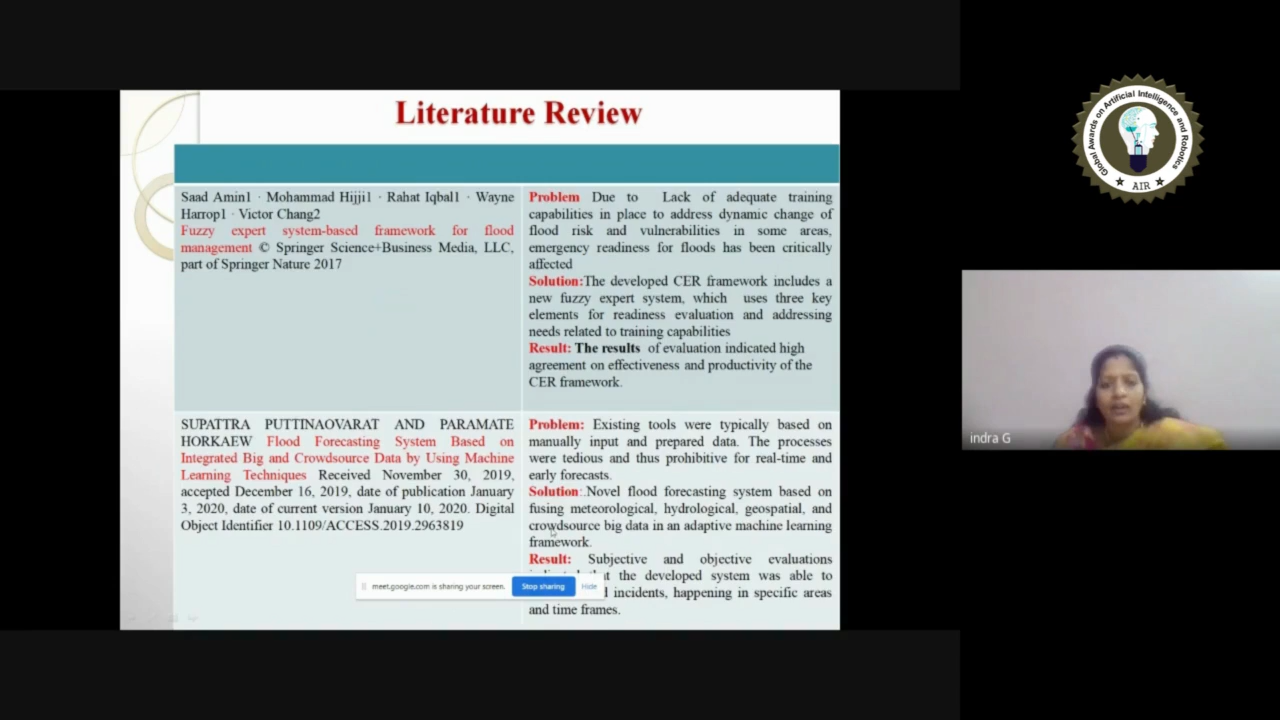 Literature Review
Saad Amin1 · Mohammad Hijji1 · Rahat Iqbal1 · Wayne
Harrop1 · Victor Chang2
Fuzzy expert system-based framework for flood
management © Springer Science+Business Media, LLC,
part of Springer Nature 2017
Problem Due to Lack of adequate training
capabilities in place to address dynamic change of
flood risk and vulnerabilities in some areas,
emergency readiness for floods has been critically
affected
Solution:The developed CER framework includes a
new fuzzy expert system, which uses three key
elements for readiness evaluation and addressing
needs related to training capabilities
Result: The results of evaluation indicated high
agreement on effectiveness and productivity of the
CER framework.
SUPATTRA PUTTINAOVARAT AND PARAMATE
HORKAEW Flood Forecasting System Based on
Integrated Big and Crowdsource Data by Using Machine
Learning Techniques Received November 30, 2019,
accepted December 16, 2019, date of publication January
3, 2020, date of current version January 10, 2020. Digital
Object Identifier 10.1109/ACCESS.2019.2963819
Problem: Existing tools were typically based on
manually input and prepared data. The processes
were tedious and thus prohibitive for real-time and
early forecasts.
Solution:.Novel flood forecasting system based on
fusing meteorological, hydrological, geospatial, and
crowdsource big data in an adaptive machine learning
framework.
Result: Subjective and objective evaluations
the developed system was able to
incidents, happening in specific areas
and time frames.
meet.google.com is sharing your screen. Stop sharing Hide
Global Awards on Artificial Intelligence and Robotics
AIR
indra G